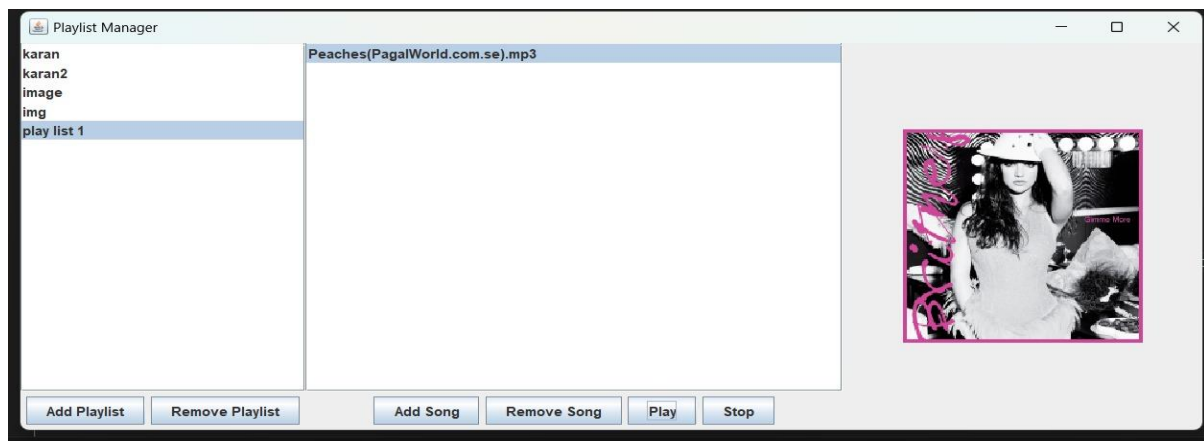 Playlist Manager
karan
karan2
image
img
play list 1
Peaches(PagalWorld.com.se).mp3
Britney
Gimme More
Add Playlist
Remove Playlist
Add Song
Remove Song
Play
Stop